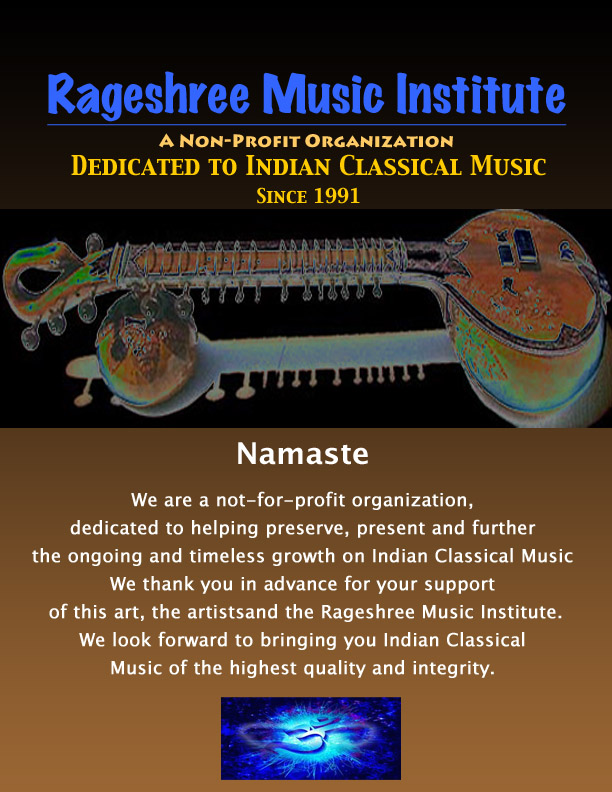 Rageshree Music Institute
A Non-Profit Organization
Dedicated to Indian Classical Music
Since 1991
Namaste
We are a not-for-profit organization,
dedicated to helping preserve, present and further
the ongoing and timeless growth on Indian Classical Music
We thank you in advance for your support
of this art, the artistsand the Rageshree Music Institute.
We look forward to bringing you Indian Classical
Music of the highest quality and integrity.
ॐ